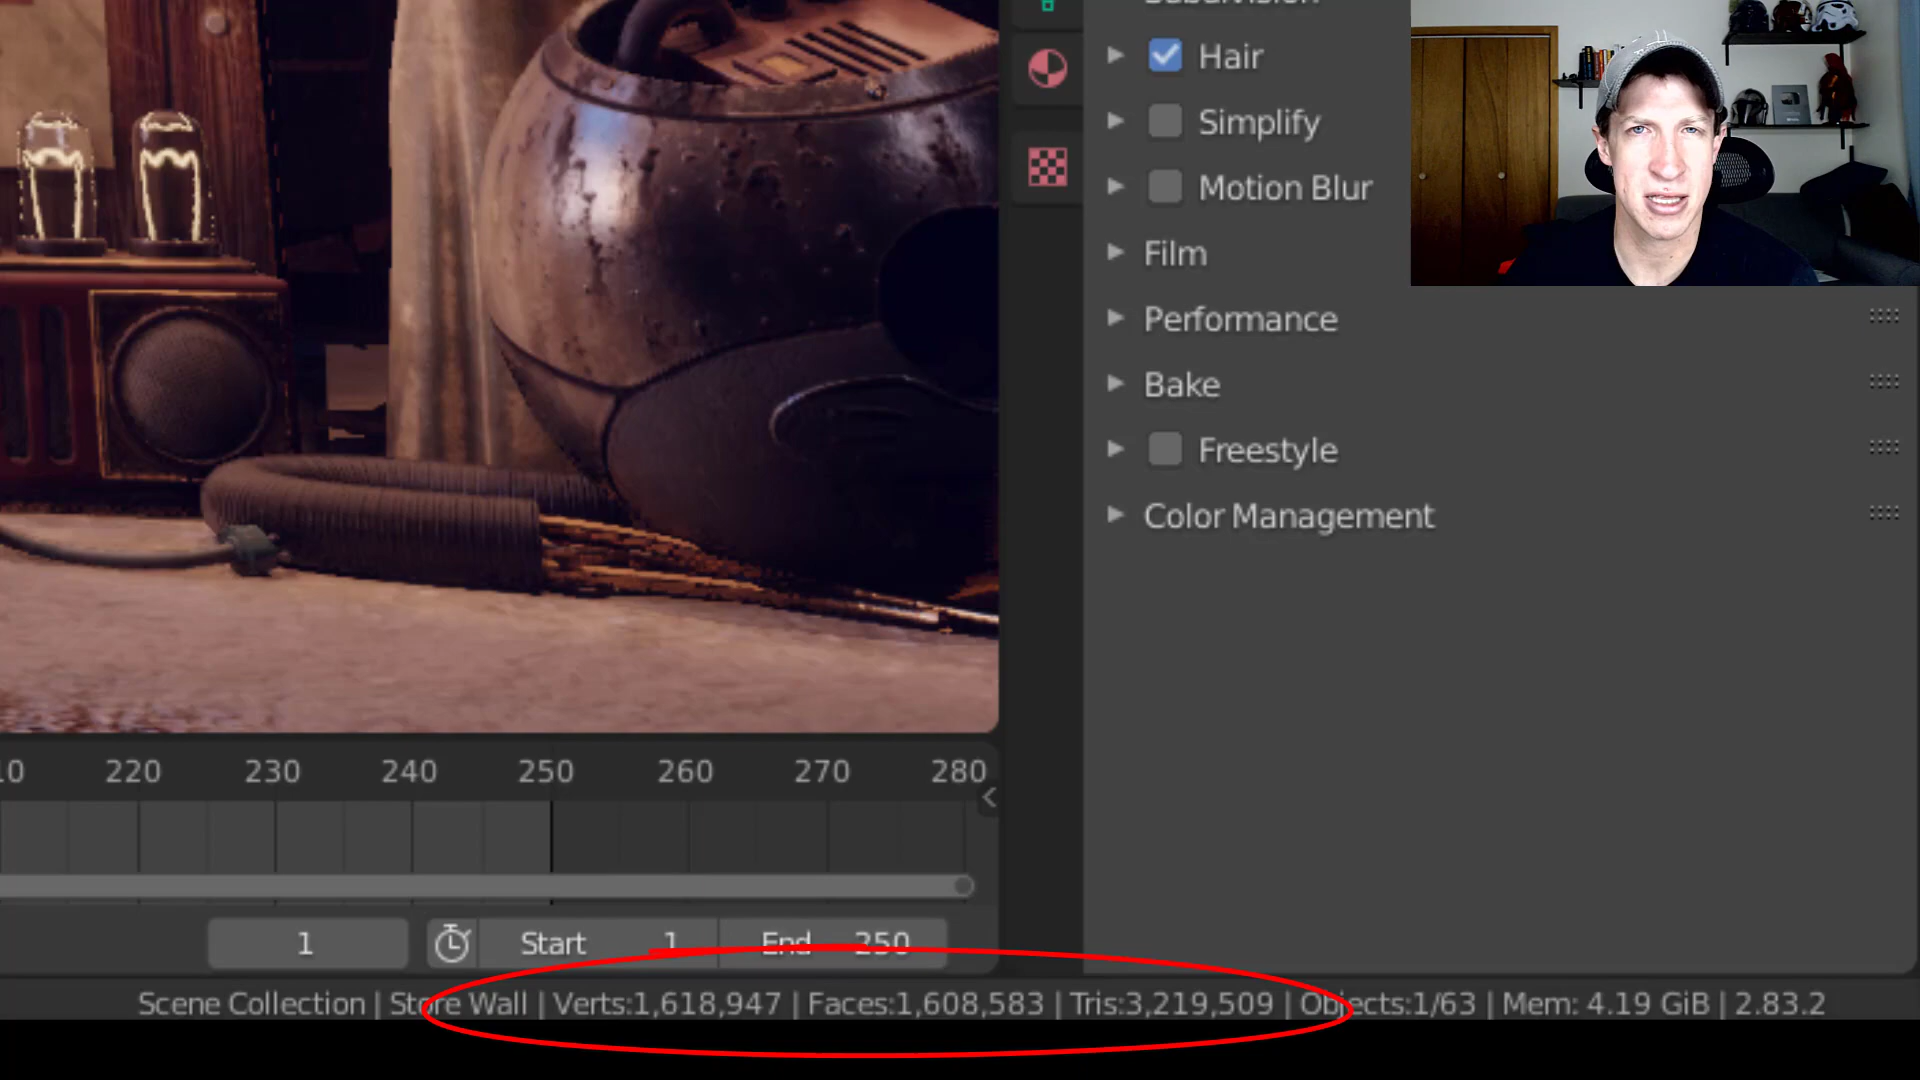 Subdivision
Hair
Simplify
Motion Blur
Film
Performance
Bake
Freestyle
Color Management
10 220 230 240 250 260 270 280
1 Start 1 End 250
Scene Collection | Store Wall | Verts:1,618,947 | Faces:1,608,583 | Tris:3,219,509 | Objects:1/63 | Mem: 4.19 GiB | 2.83.2